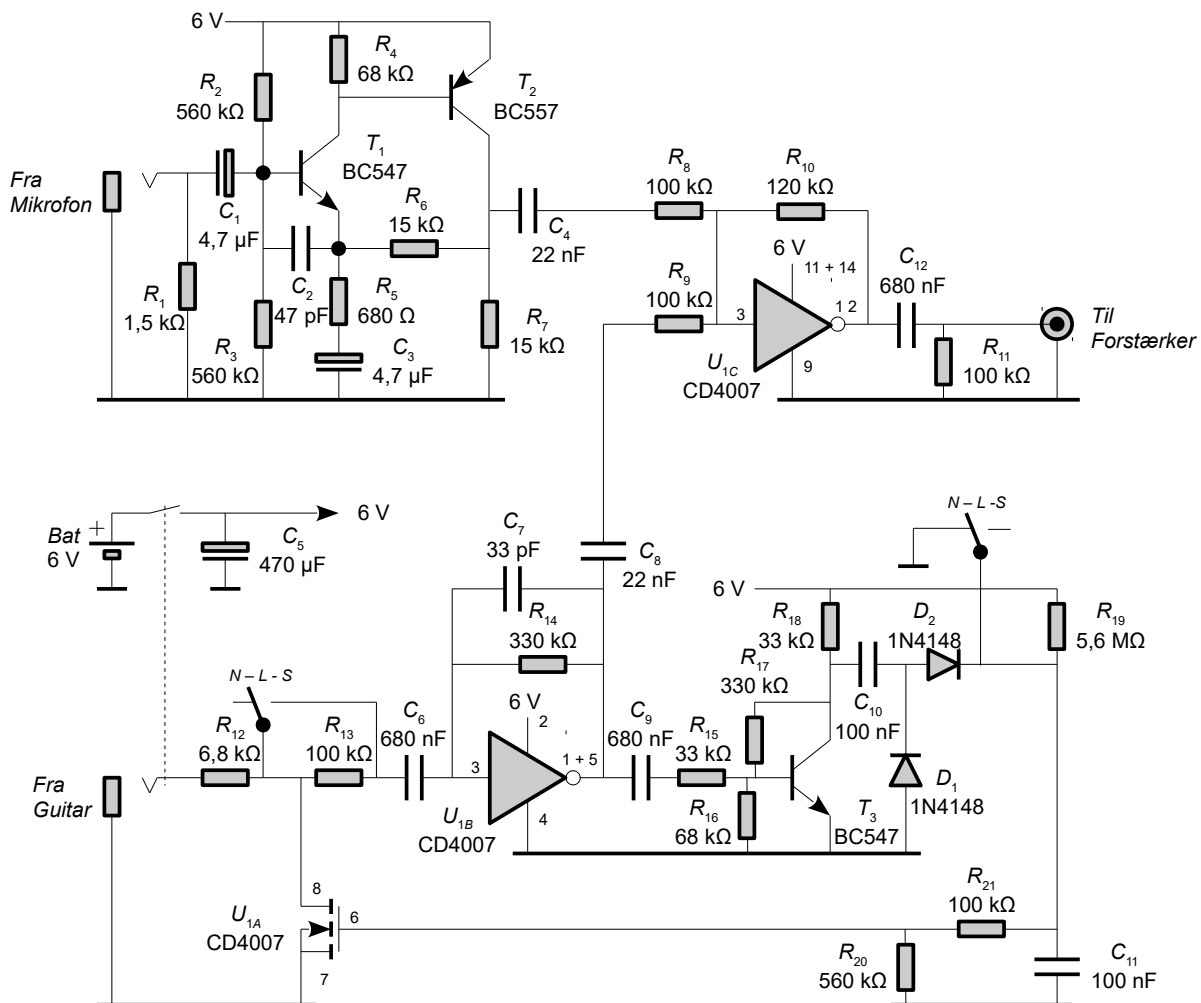 6 V
R4
68 kΩ
R2
560 kΩ
T2
BC557
T1
BC547
Fra
Mikrofon
C1
4,7 µF
R6
15 kΩ
R8
100 kΩ
R10
120 kΩ
C4
22 nF
6 V
11 + 14
C12
680 nF
R1
1,5 kΩ
C2
47 pF
R5
680 Ω
R9
100 kΩ
3
1 2
Til
Forstærker
R3
560 kΩ
C3
4,7 µF
R7
15 kΩ
U1C
CD4007
9
R11
100 kΩ
Bat
+
6 V
C5
470 µF
6 V
C7
33 pF
C8
22 nF
N – L - S
6 V
R14
330 kΩ
R18
33 kΩ
D2
1N4148
R19
5,6 MΩ
R17
330 kΩ
N – L - S
R12
6,8 kΩ
R13
100 kΩ
C6
680 nF
6 V
2
C9
680 nF
R15
33 kΩ
C10
100 nF
3
1 + 5
4
Fra
Guitar
U1B
CD4007
R16
68 kΩ
T3
BC547
D1
1N4148
8
U1A
CD4007
6
7
R21
100 kΩ
R20
560 kΩ
C11
100 nF